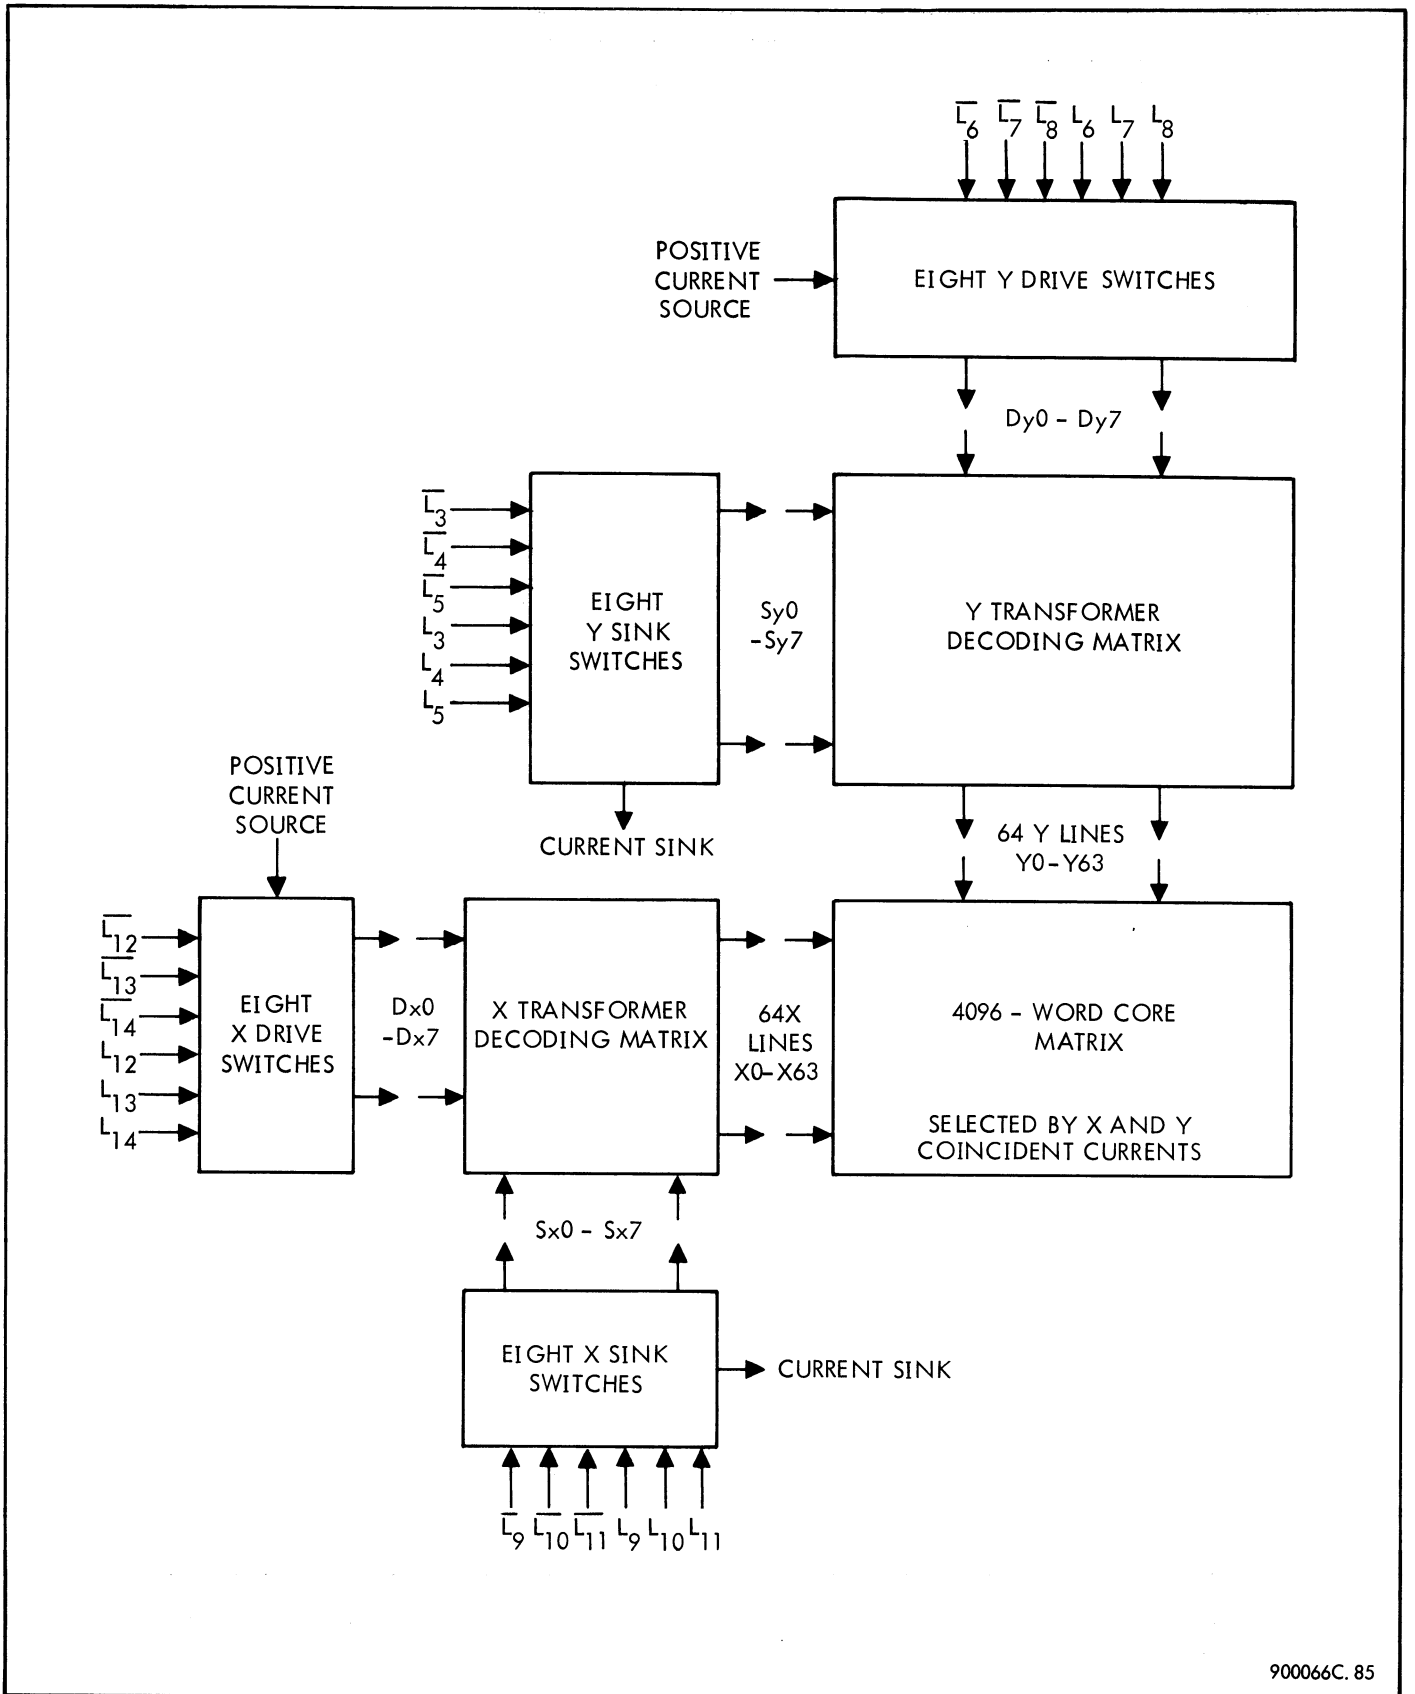 L̅6 L̅7 L̅8 L6 L7 L8
POSITIVE
CURRENT
SOURCE
EIGHT Y DRIVE SWITCHES
Dy0 - Dy7
L̅3
L̅4
L̅5
L3
L4
L5
EIGHT
Y SINK
SWITCHES
Sy0
-Sy7
Y TRANSFORMER
DECODING MATRIX
CURRENT SINK
64 Y LINES
Y0-Y63
POSITIVE
CURRENT
SOURCE
L̅12
L̅13
L̅14
L12
L13
L14
EIGHT
X DRIVE
SWITCHES
Dx0
-Dx7
X TRANSFORMER
DECODING MATRIX
64X
LINES
X0-X63
4096 - WORD CORE
MATRIX
SELECTED BY X AND Y
COINCIDENT CURRENTS
Sx0 - Sx7
EIGHT X SINK
SWITCHES
CURRENT SINK
L̅9 L̅10 L̅11 L9 L10 L11
900066C.85